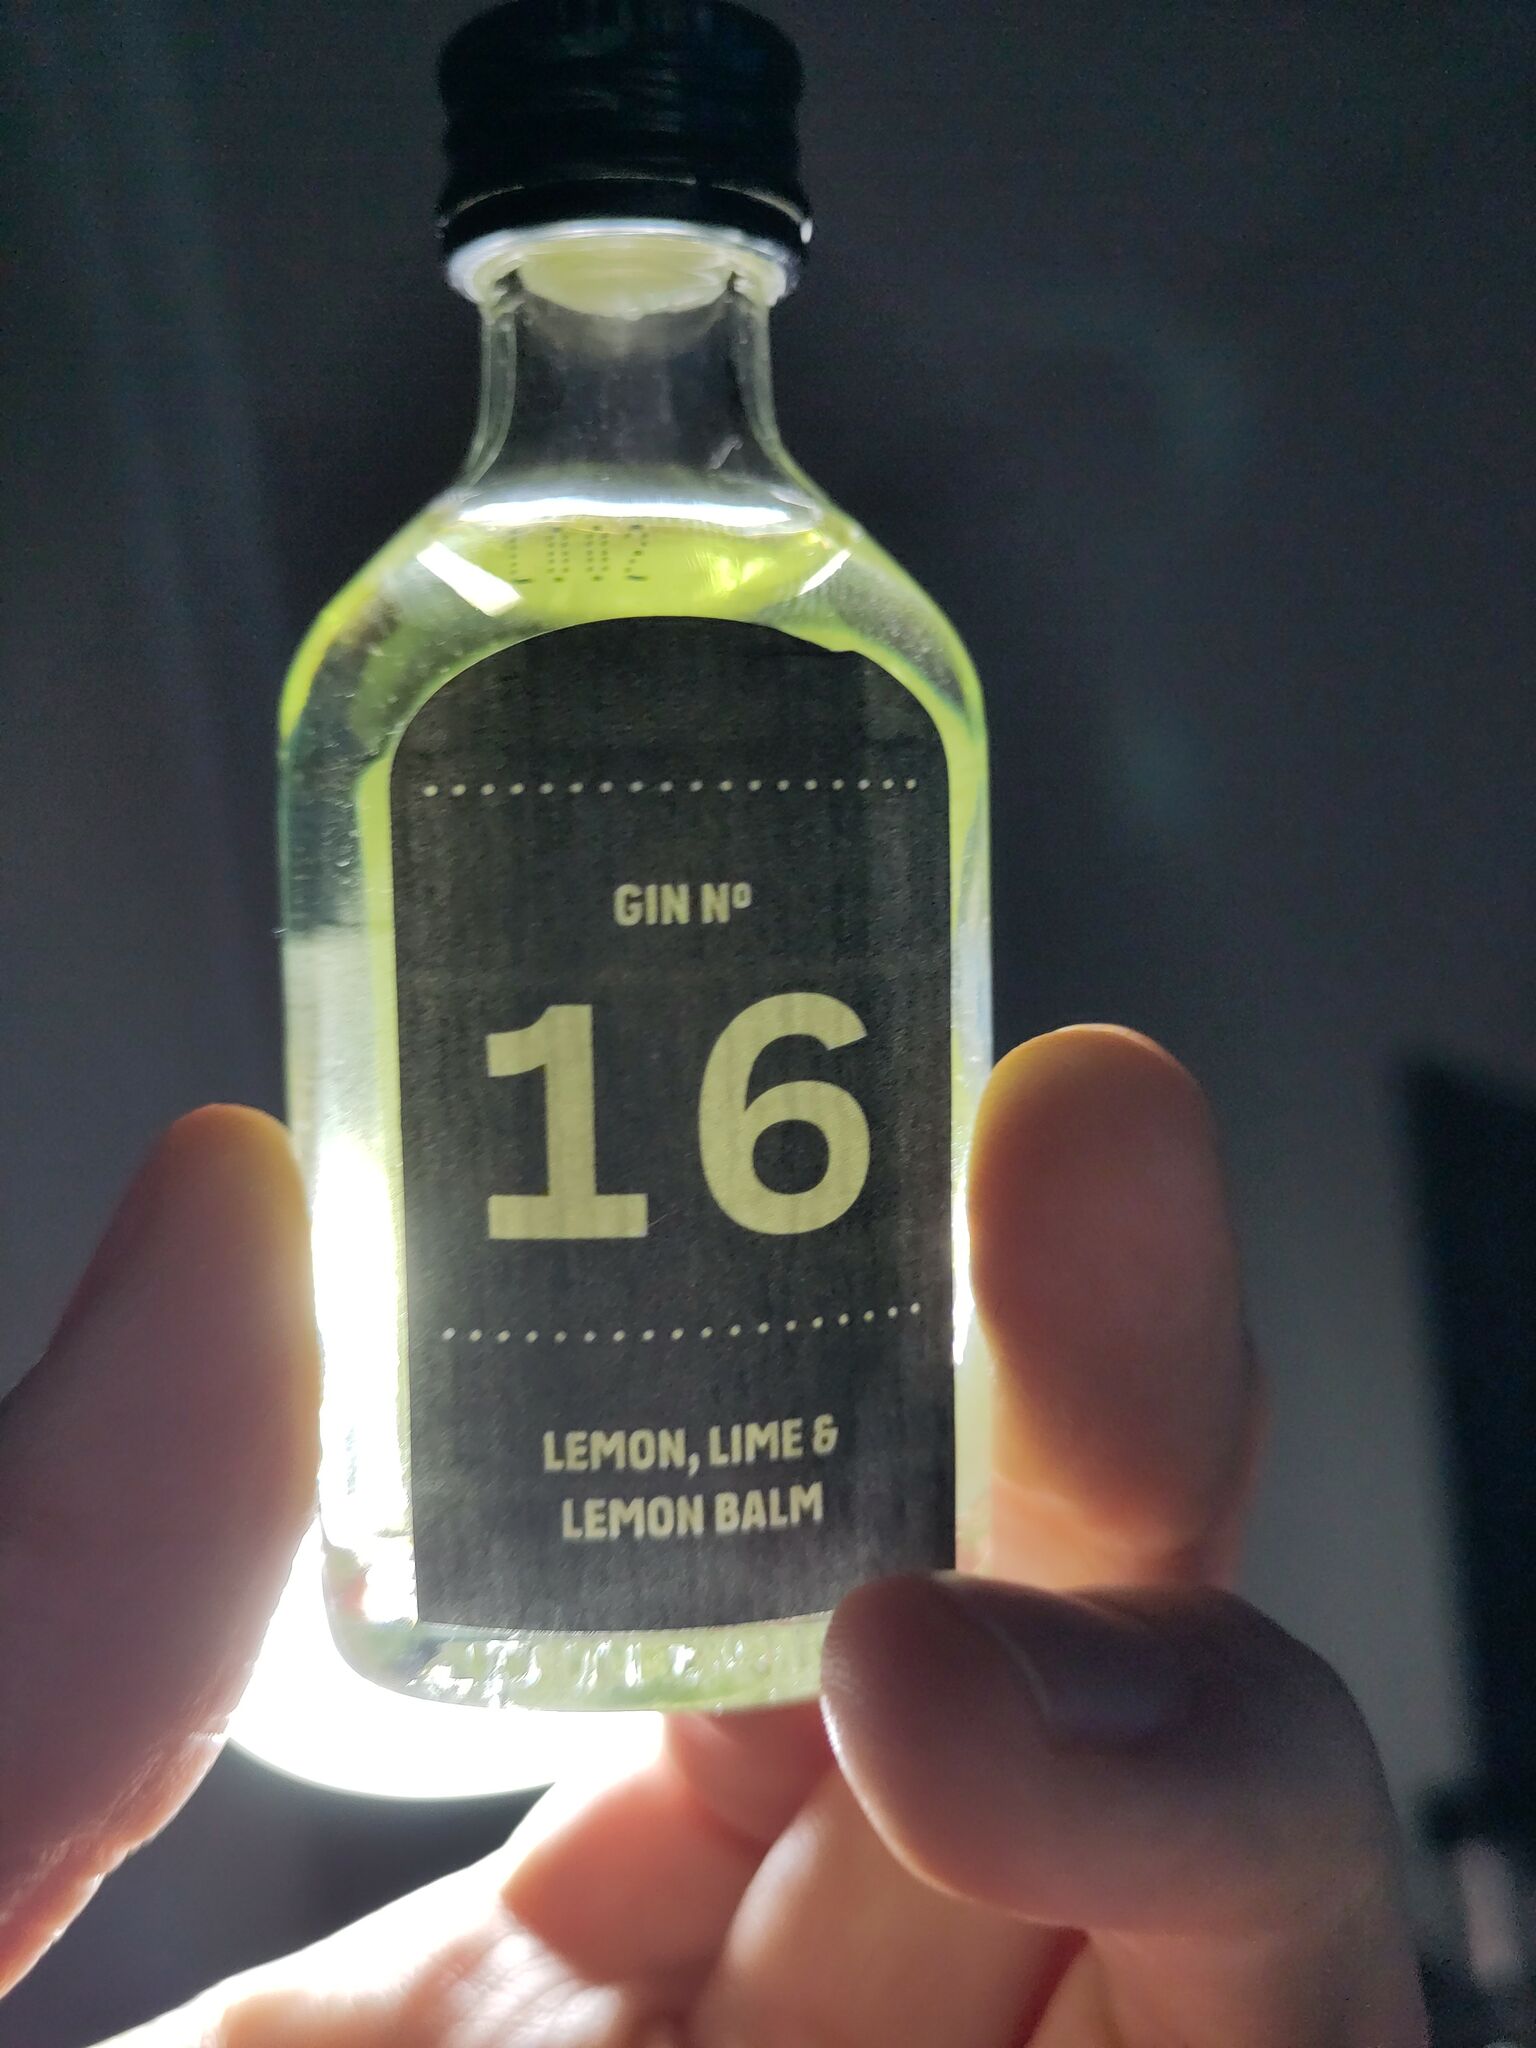 GIN Nº
16
LEMON, LIME &
LEMON BALM